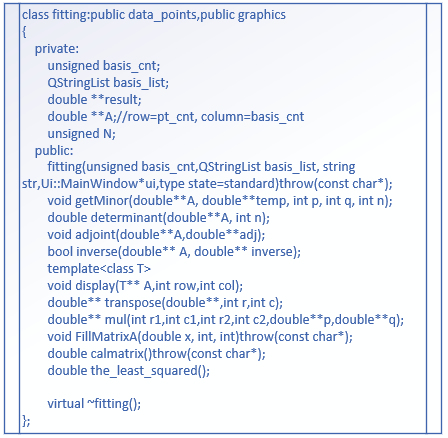 class fitting:public data_points,public graphics
{
private:
unsigned basis_cnt;
QStringList basis_list;
double **result;
double **A;//row=pt_cnt, column=basis_cnt
unsigned N;
public:
fitting(unsigned basis_cnt,QStringList basis_list, string
str,Ui::MainWindow*ui,type state=standard)throw(const char*);
void getMinor(double**A, double**temp, int p, int q, int n);
double determinant(double**A, int n);
void adjoint(double**A,double**adj);
bool inverse(double** A, double** inverse);
template<class T>
void display(T** A,int row,int col);
double** transpose(double**,int r,int c);
double** mul(int r1,int c1,int r2,int c2,double**p,double**q);
void FillMatrixA(double x, int, int)throw(const char*);
double calmatrix()throw(const char*);
double the_least_squared();
virtual ~fitting();
};